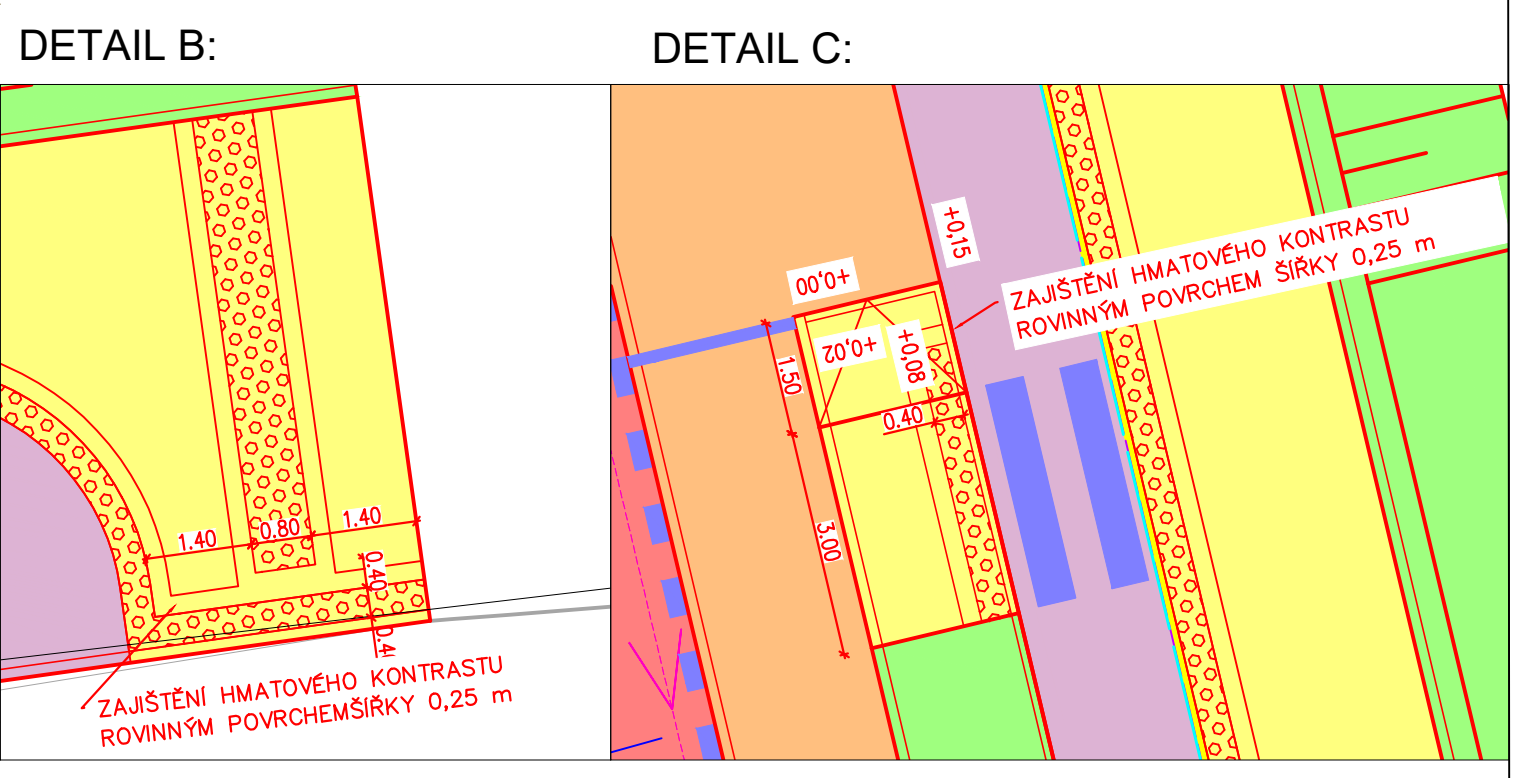 DETAIL B:
1.40
0.80
1.40
0.40
ZAJIŠTĚNÍ HMATOVÉHO KONTRASTU
ROVINNÝM POVRCHEMŠÍŘKY 0,25 m
DETAIL C:
+0,15
+0,00
ZAJIŠTĚNÍ HMATOVÉHO KONTRASTU
ROVINNÝM POVRCHEM ŠÍŘKY 0,25 m
+0,02
+0,08
1.50
0.40
3.00